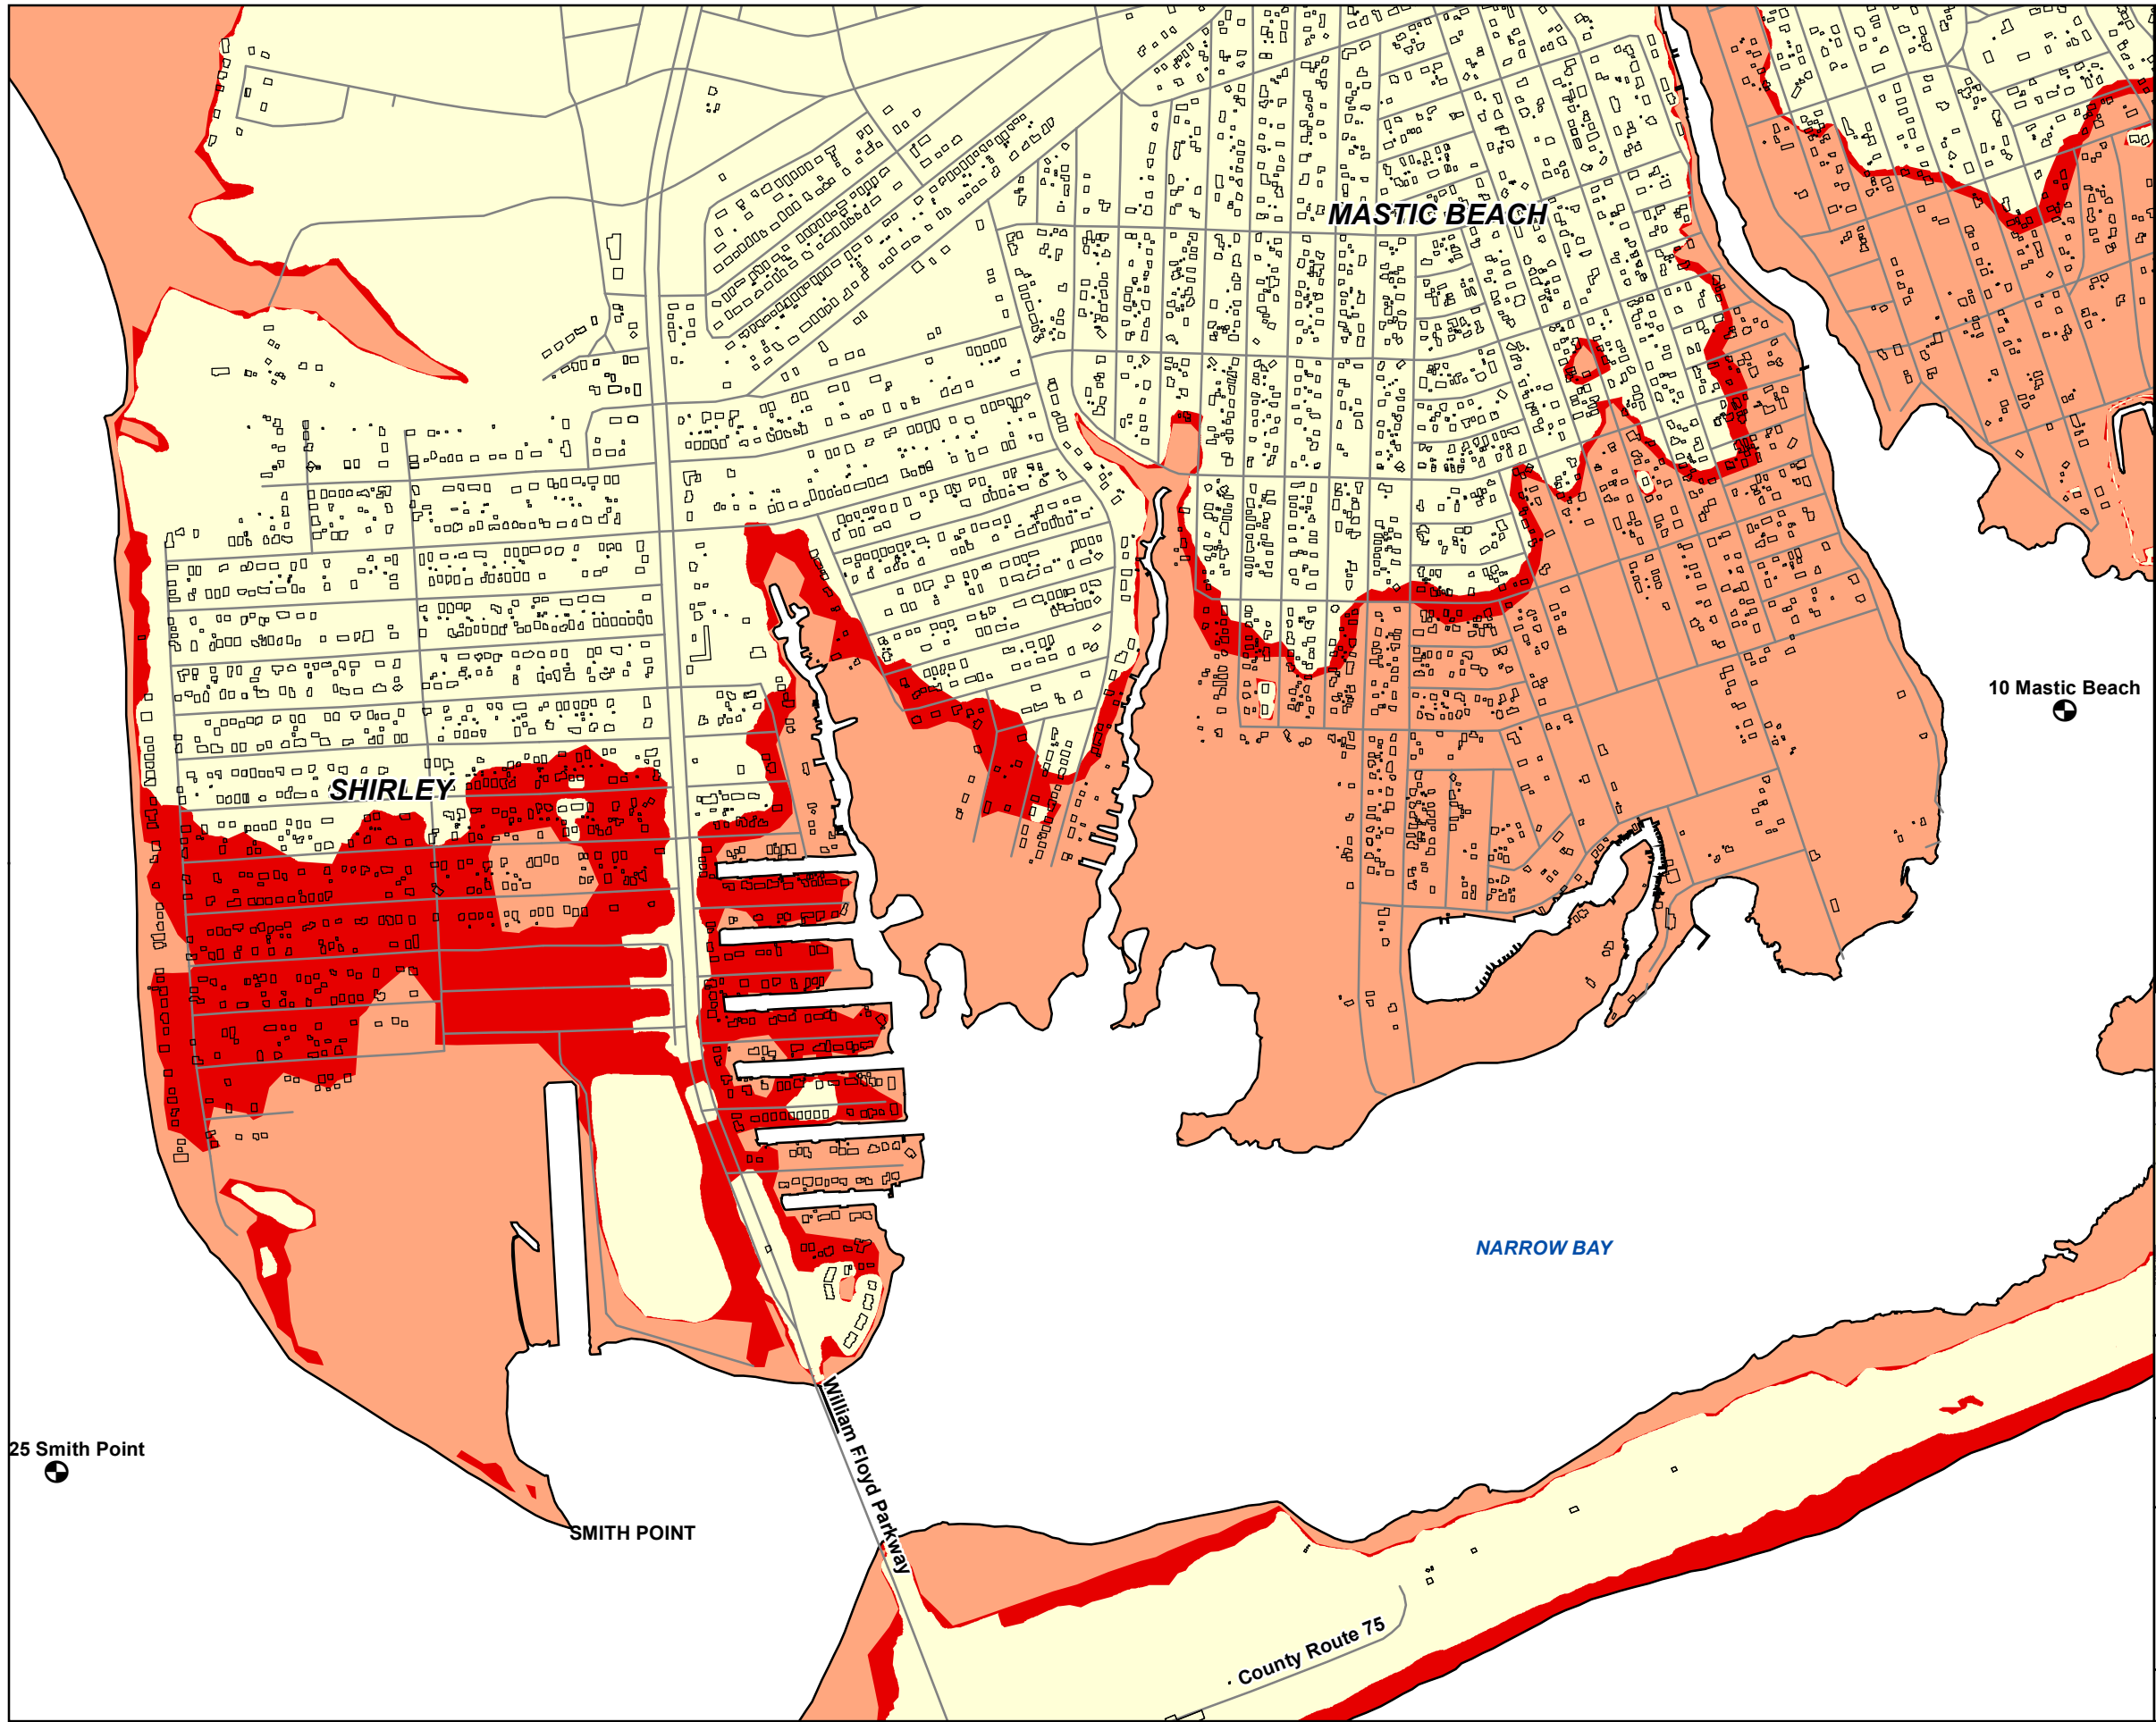 MASTIC BEACH
10 Mastic Beach
SHIRLEY
NARROW BAY
25 Smith Point
William Floyd Parkway
SMITH POINT
County Route 75